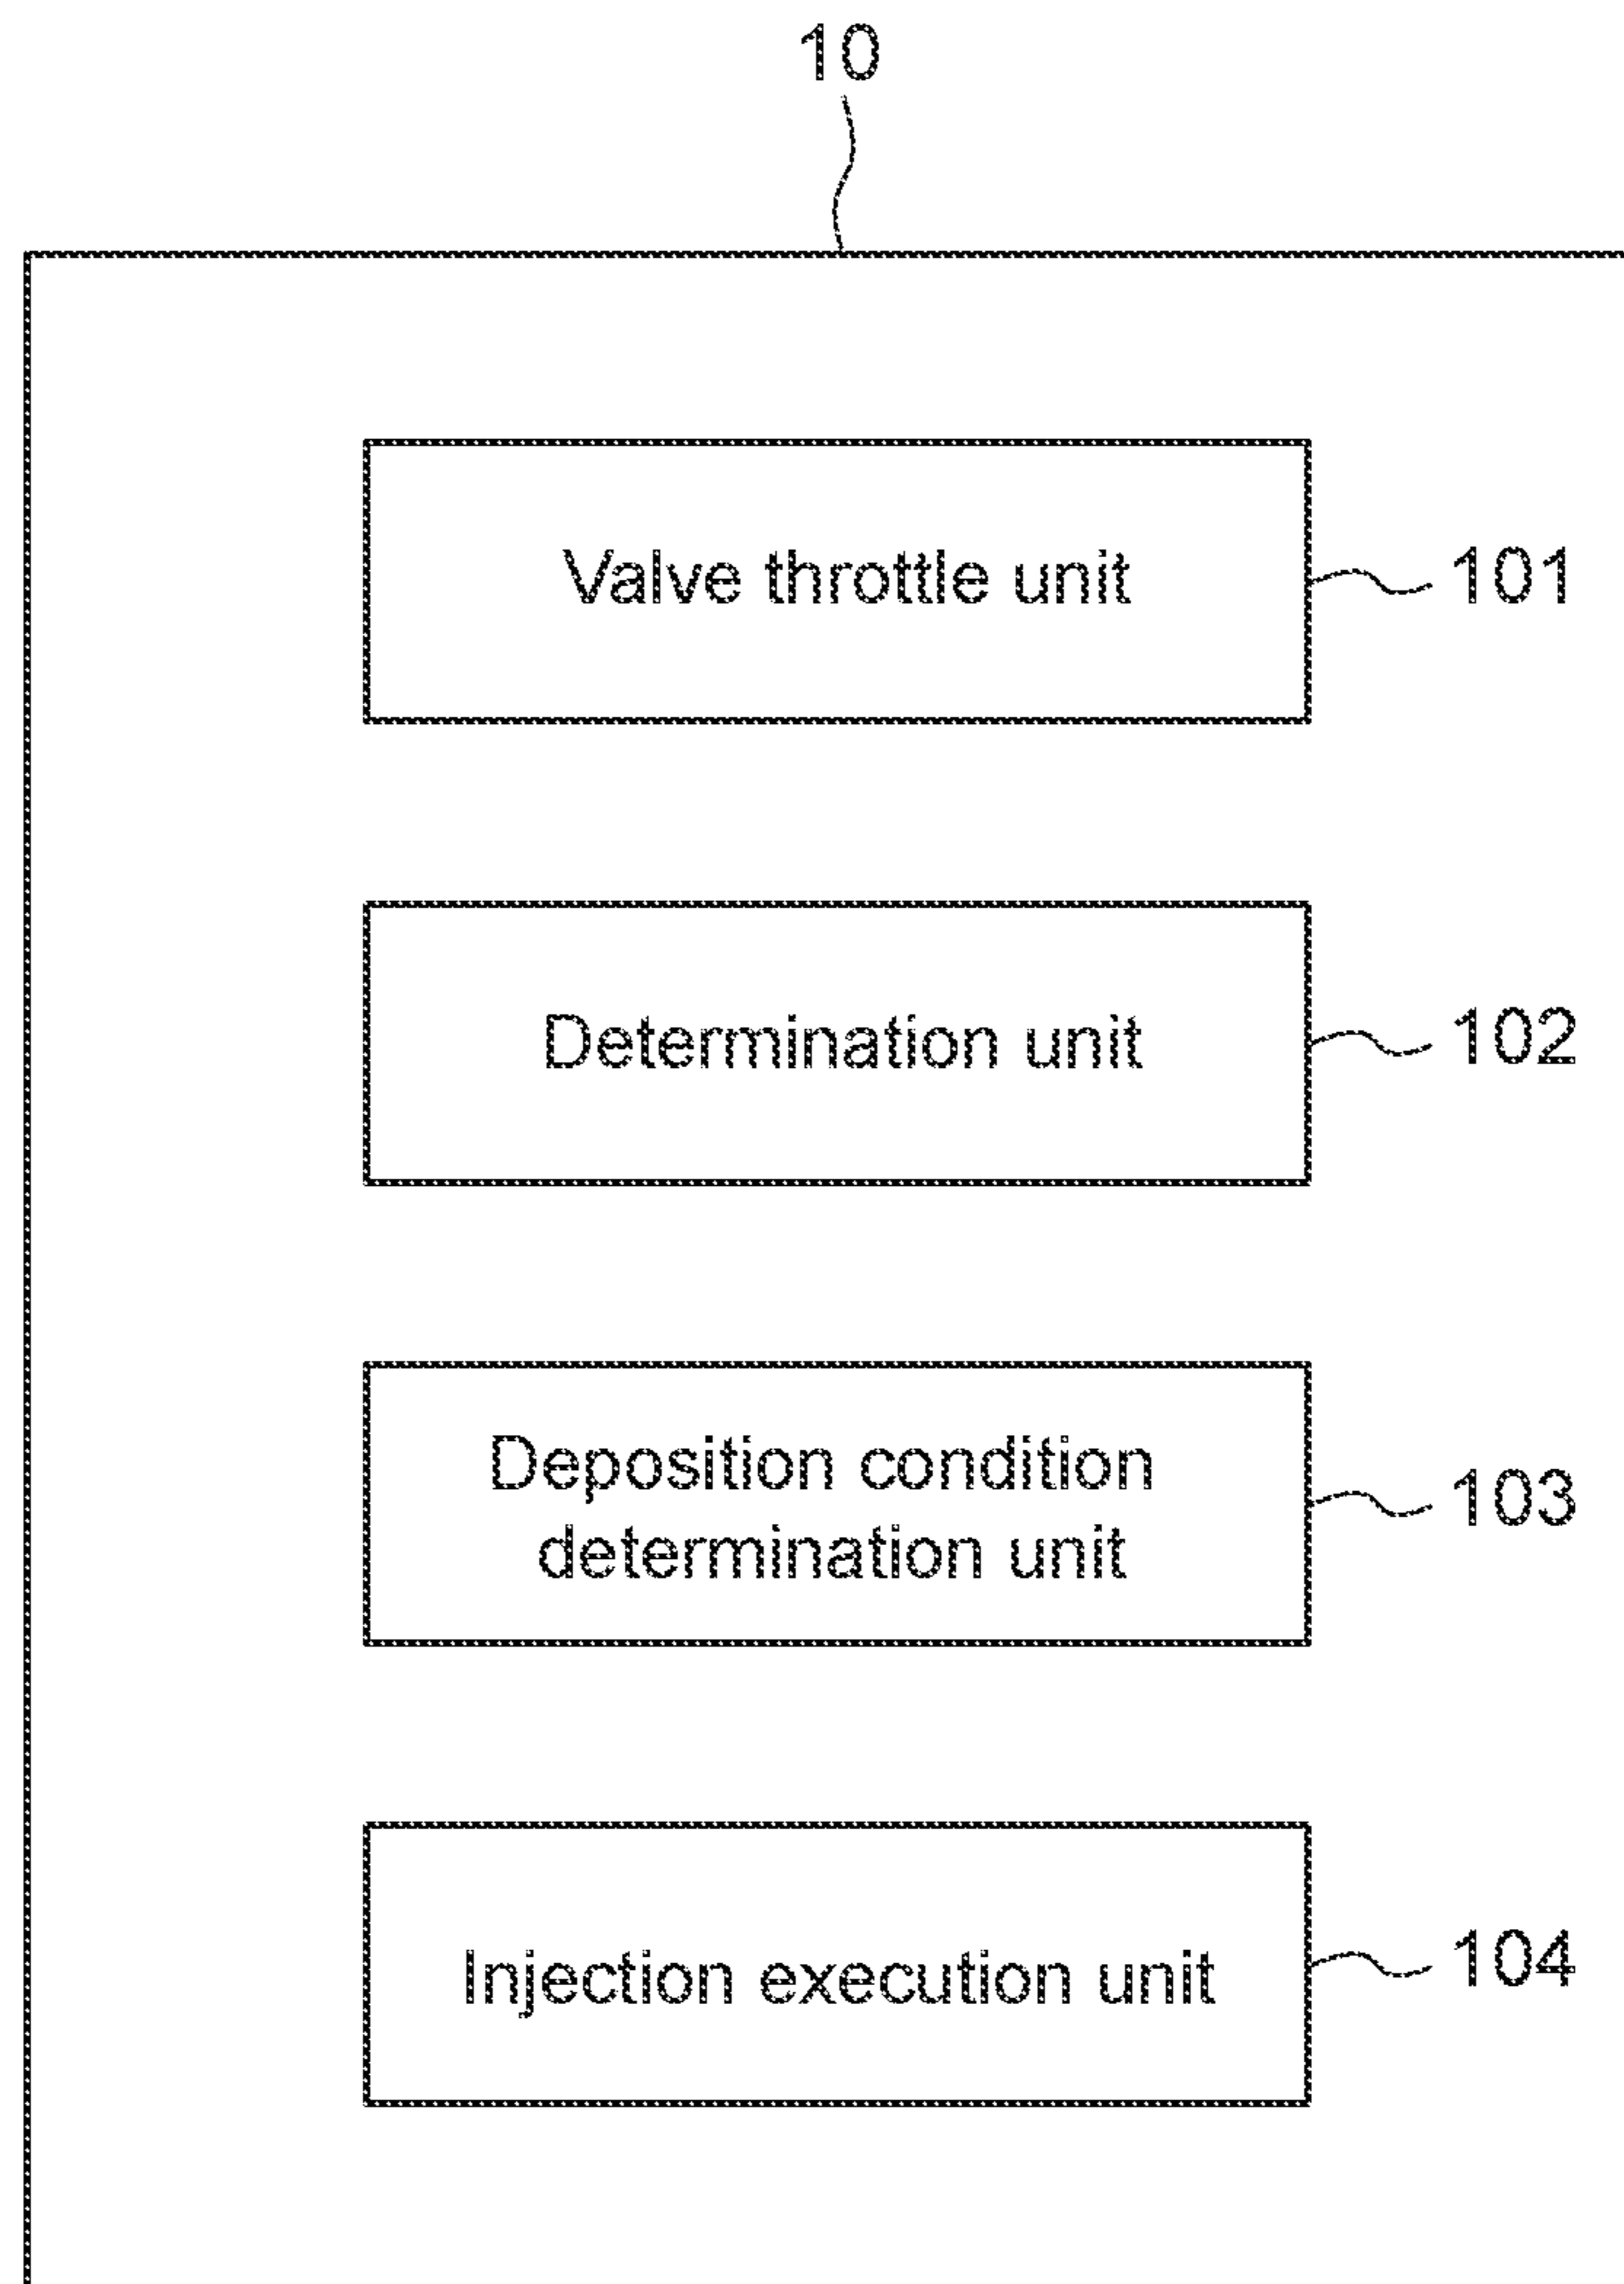 10
Valve throttle unit
101
Determination unit
102
Deposition condition
determination unit
103
Injection execution unit
104